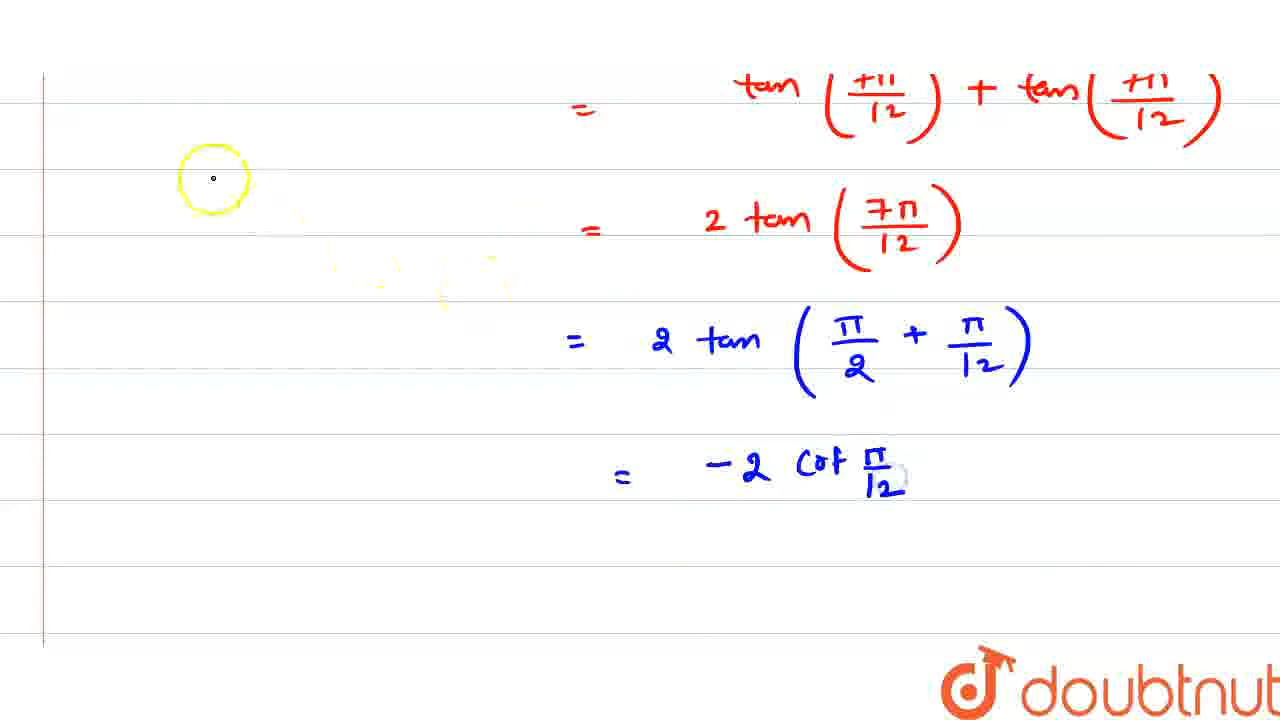 = tan (7π/12) + tan (7π/12)
= 2 tan (7π/12)
= 2 tan (π/2 + π/12)
= -2 cot π/12
doubtnut